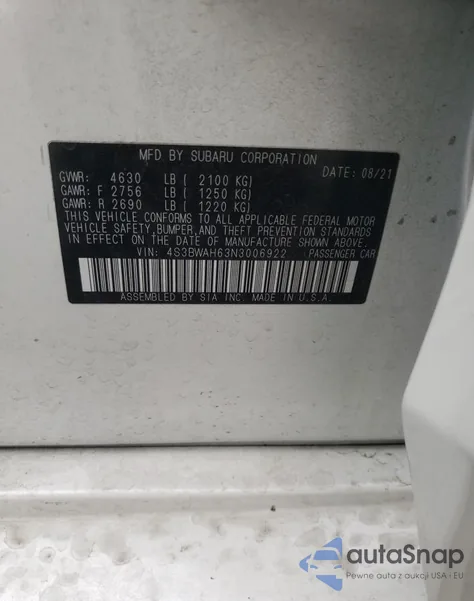 MFD BY SUBARU CORPORATION
DATE: 08/21
GVWR: 4630 LB ( 2100 KG)
GAWR: F 2756 LB ( 1250 KG)
GAWR: R 2690 LB ( 1220 KG)
THIS VEHICLE CONFORMS TO ALL APPLICABLE FEDERAL MOTOR
VEHICLE SAFETY, BUMPER, AND THEFT PREVENTION STANDARDS
IN EFFECT ON THE DATE OF MANUFACTURE SHOWN ABOVE.
VIN: 4S3BWAH63N3006922 PASSENGER CAR
ASSEMBLED BY SIA INC. MADE IN U.S.A.
autaSnap
Pewne auta z aukcji USA i EU